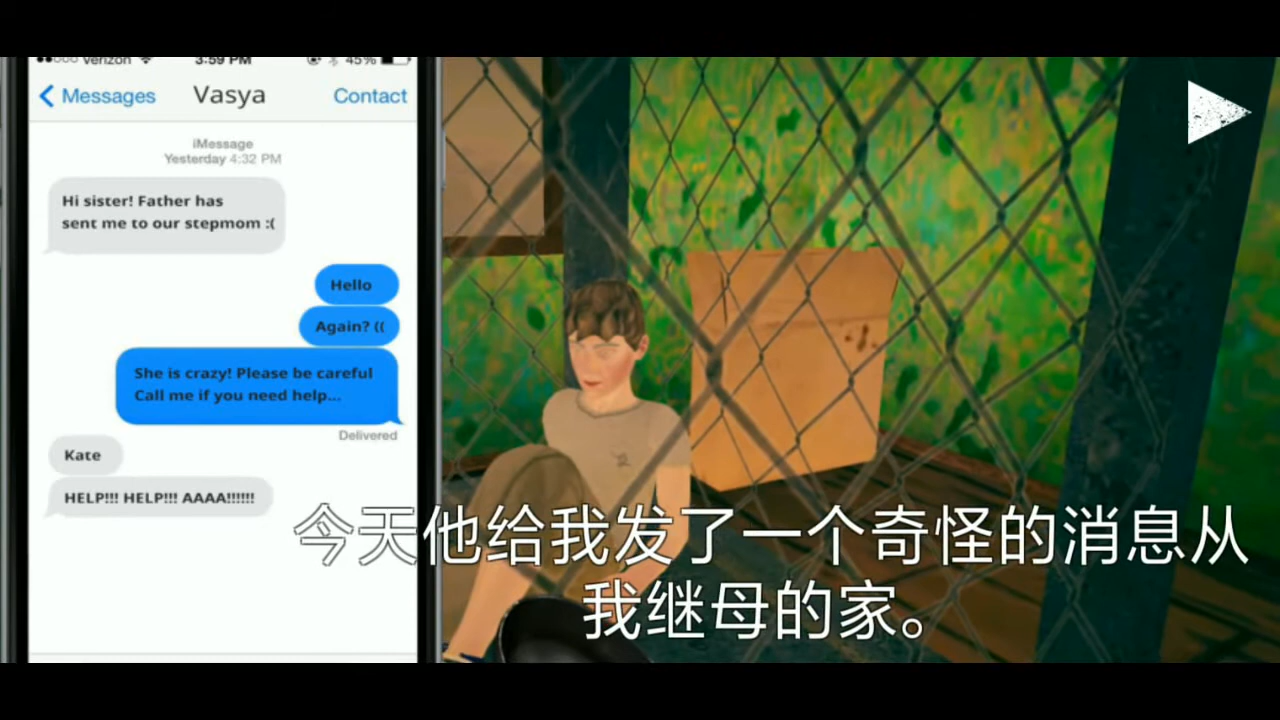 verizon 3:59 PM 45%
Messages Vasya Contact
iMessage
Yesterday 4:32 PM
Hi sister! Father has
sent me to our stepmom :(
Hello
Again? ((
She is crazy! Please be careful
Call me if you need help...
Delivered
Kate
HELP!!! HELP!!! AAAA!!!!!!
今天他给我发了一个奇怪的消息从
我继母的家。